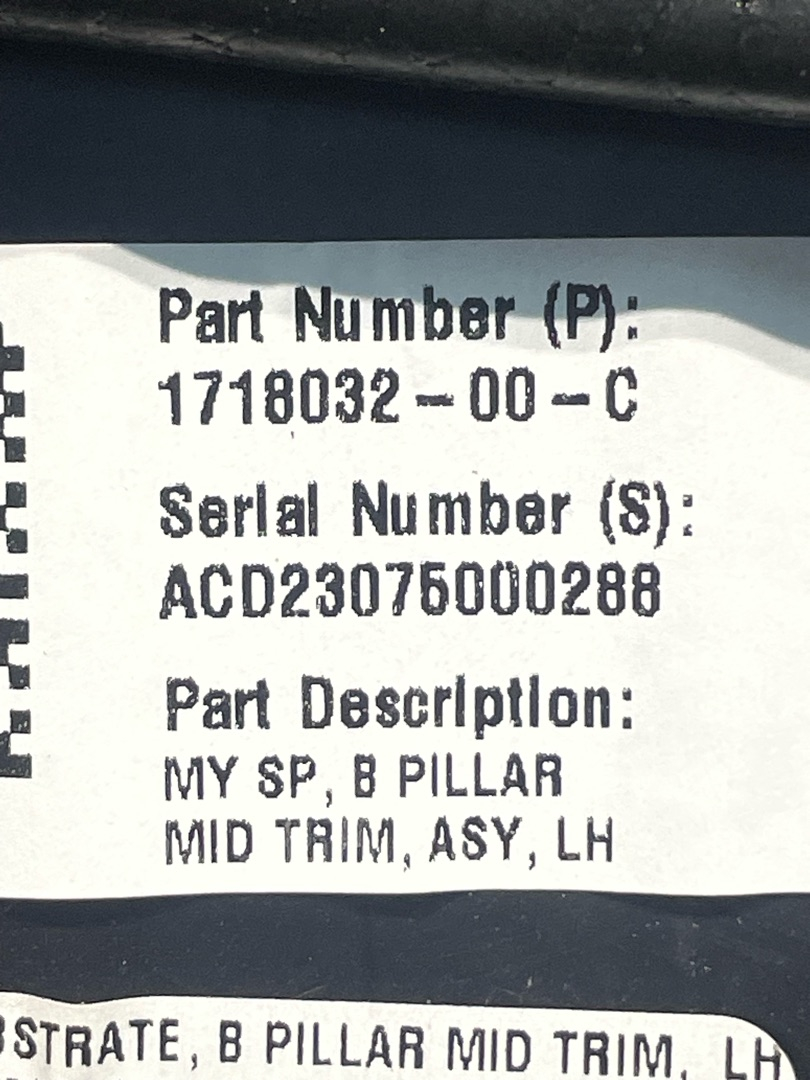 Part Number (P):
1718032-00-C
Serial Number (S):
ACD23075000288
Part Description:
MY SP, B PILLAR
MID TRIM, ASY, LH
BSTRATE, B PILLAR MID TRIM, LH